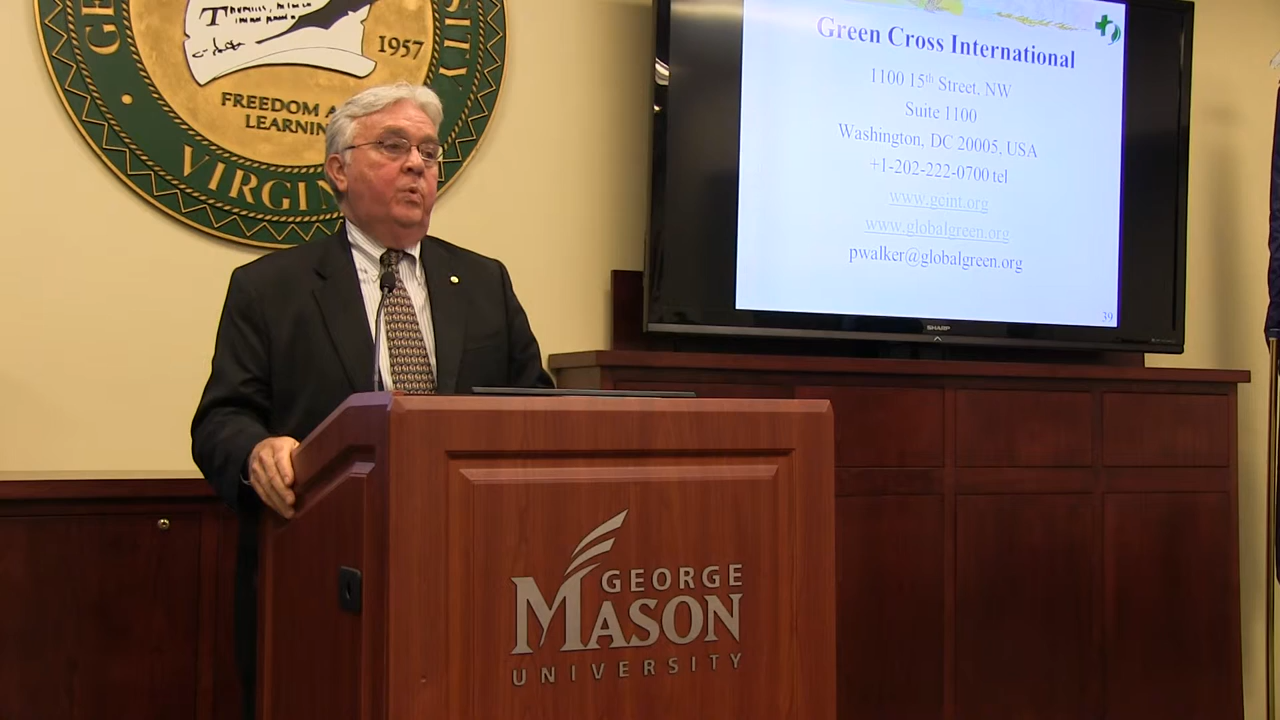 1957
FREEDOM A
LEARNIN
VIRGIN
Green Cross International
1100 15th Street, NW
Suite 1100
Washington, DC 20005, USA
+1-202-222-0700 tel
www.gcint.org
www.globalgreen.org
pwalker@globalgreen.org
39
SHARP
GEORGE
MASON
UNIVERSITY